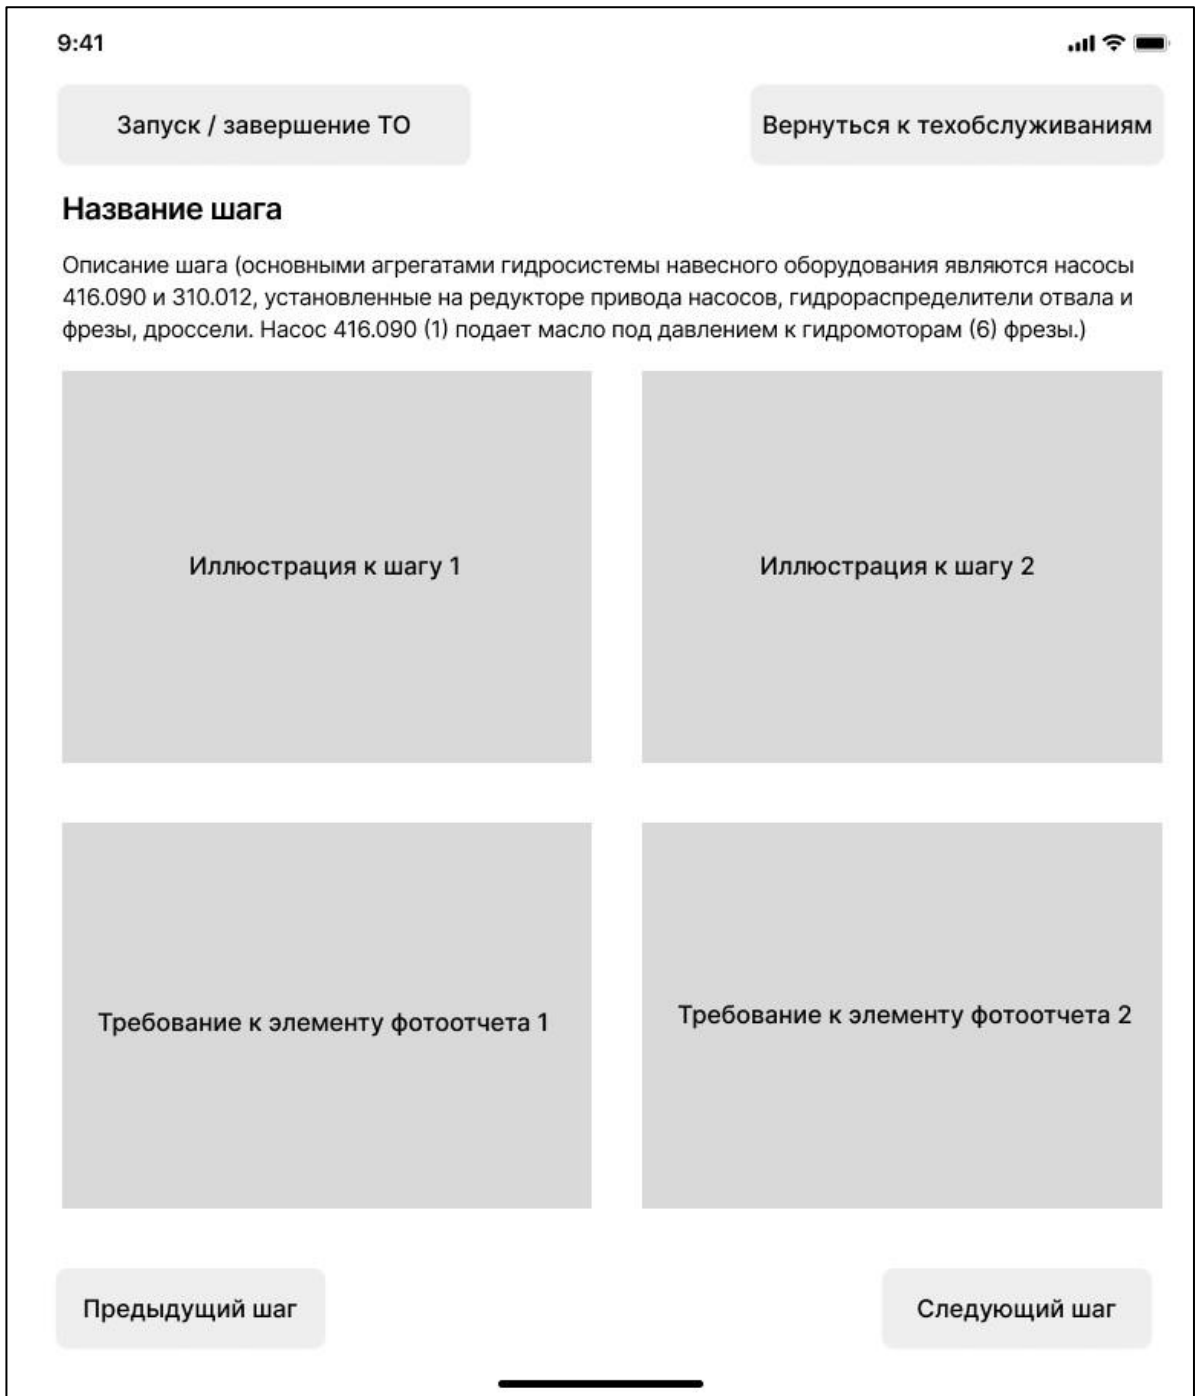 9:41
Запуск / завершение ТО
Вернуться к техобслуживаниям
Название шага
Описание шага (основными агрегатами гидросистемы навесного оборудования являются насосы
416.090 и 310.012, установленные на редукторе привода насосов, гидрораспределители отвала и
фрезы, дроссели. Насос 416.090 (1) подает масло под давлением к гидромоторам (6) фрезы.)
Иллюстрация к шагу 1
Иллюстрация к шагу 2
Требование к элементу фотоотчета 1
Требование к элементу фотоотчета 2
Предыдущий шаг
Следующий шаг